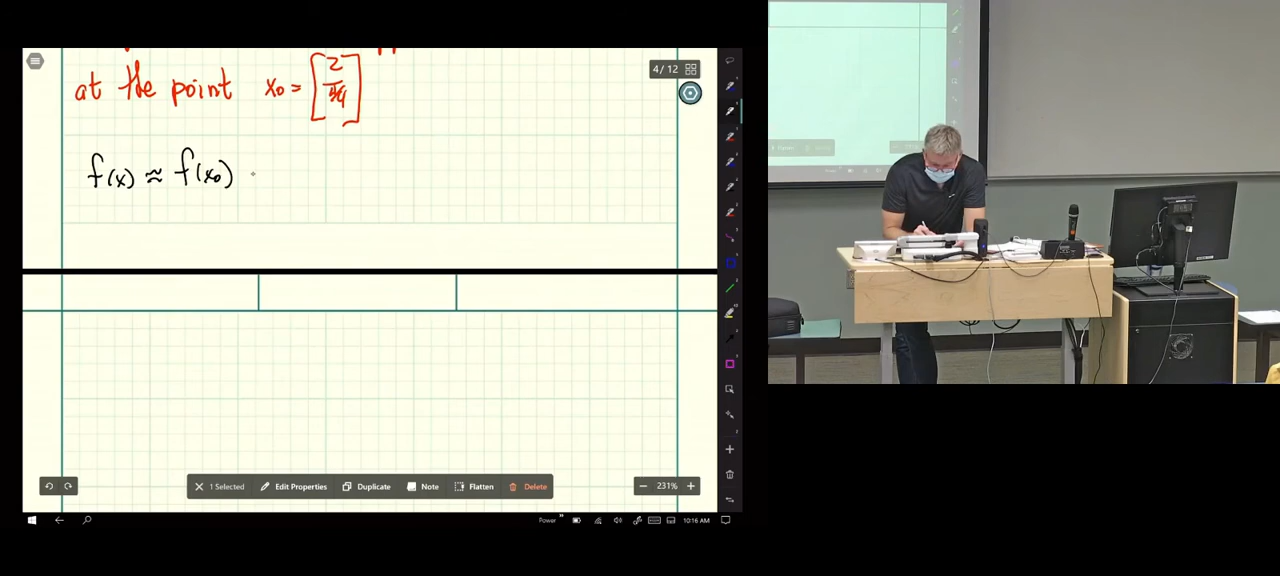 4 / 12
at the point x₀ = [2
f(x) ≈ f(x₀)
1 Selected Edit Properties Duplicate Note Flatten Delete
231%
Power 10:16 AM